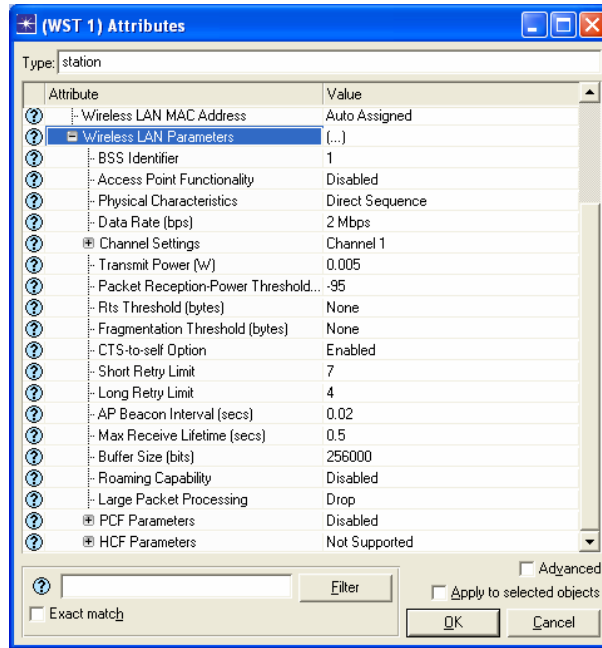 (WST 1) Attributes
Type: station
Attribute Value
Wireless LAN MAC Address Auto Assigned
Wireless LAN Parameters (...)
BSS Identifier 1
Access Point Functionality Disabled
Physical Characteristics Direct Sequence
Data Rate (bps) 2 Mbps
Channel Settings Channel 1
Transmit Power (W) 0.005
Packet Reception-Power Threshold... -95
Rts Threshold (bytes) None
Fragmentation Threshold (bytes) None
CTS-to-self Option Enabled
Short Retry Limit 7
Long Retry Limit 4
AP Beacon Interval (secs) 0.02
Max Receive Lifetime (secs) 0.5
Buffer Size (bits) 256000
Roaming Capability Disabled
Large Packet Processing Drop
PCF Parameters Disabled
HCF Parameters Not Supported
Advanced
Filter Apply to selected objects
Exact match OK Cancel